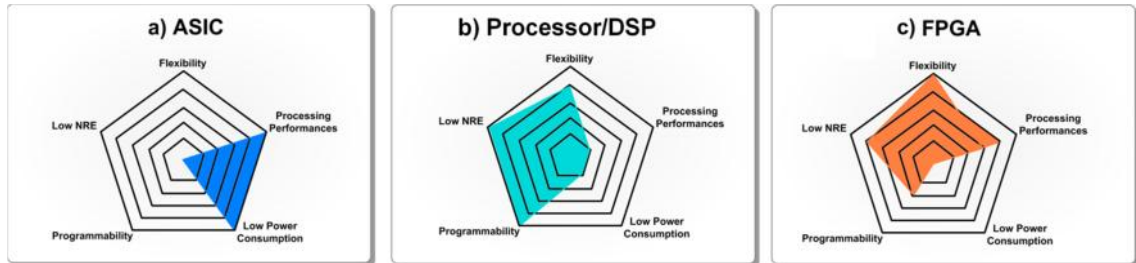 a) ASIC
Flexibility
Low NRE
Processing
Performances
Programmability
Low Power
Consumption
b) Processor/DSP
Flexibility
Low NRE
Processing
Performances
Programmability
Low Power
Consumption
c) FPGA
Flexibility
Low NRE
Processing
Performances
Programmability
Low Power
Consumption